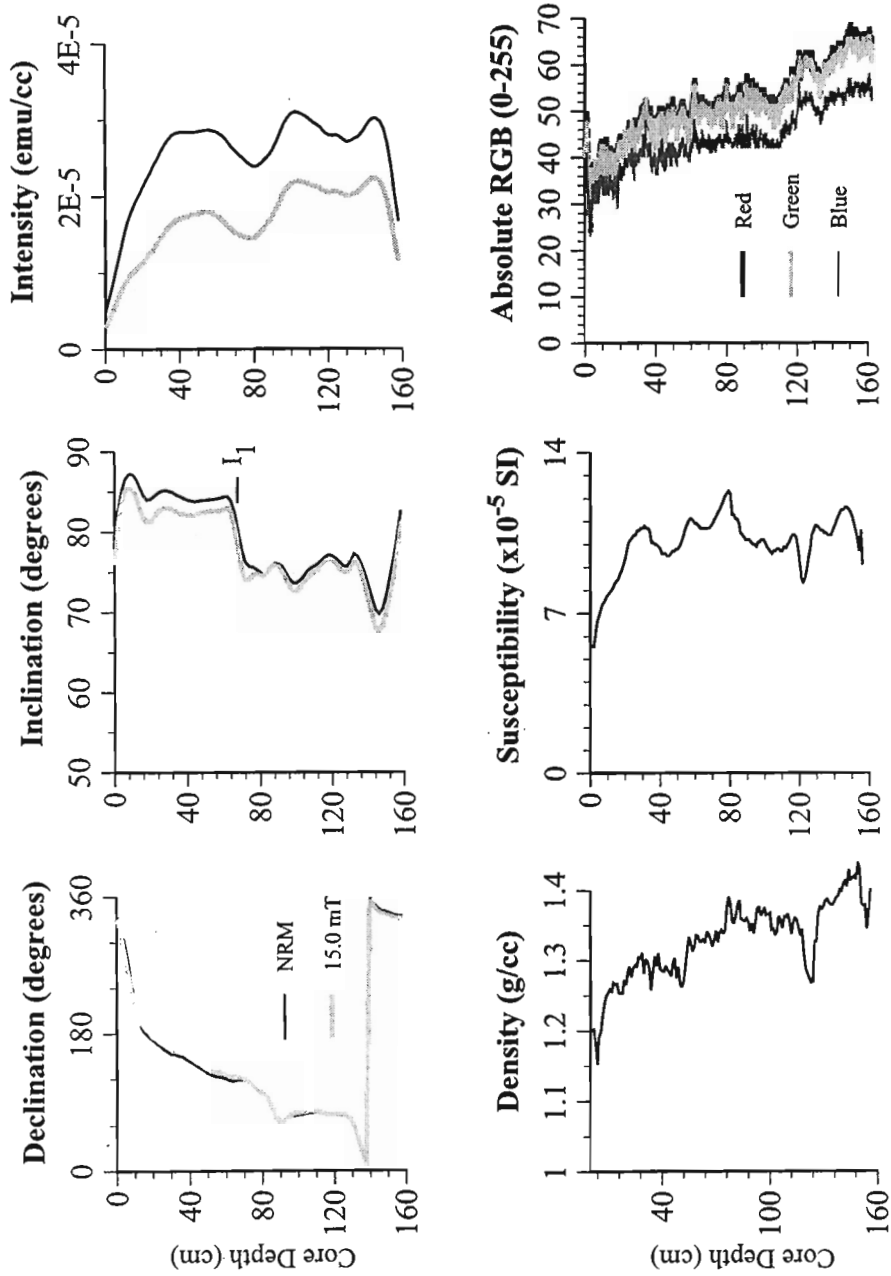 Declination (degrees)
0 180 360
Core Depth (cm)
0
40
80
120
160
NRM
15.0 mT
Inclination (degrees)
50 60 70 80 90
0
40
80
120
160
I1
Intensity (emu/cc)
0 2E-5 4E-5
0
40
80
120
160
Density (g/cc)
1 1.1 1.2 1.3 1.4
Core Depth (cm)
40
100
160
Susceptibility (x10-5 SI)
0 7 14
0
40
80
120
160
Absolute RGB (0-255)
0 10 20 30 40 50 60 70
0
40
80
120
160
Red
Green
Blue